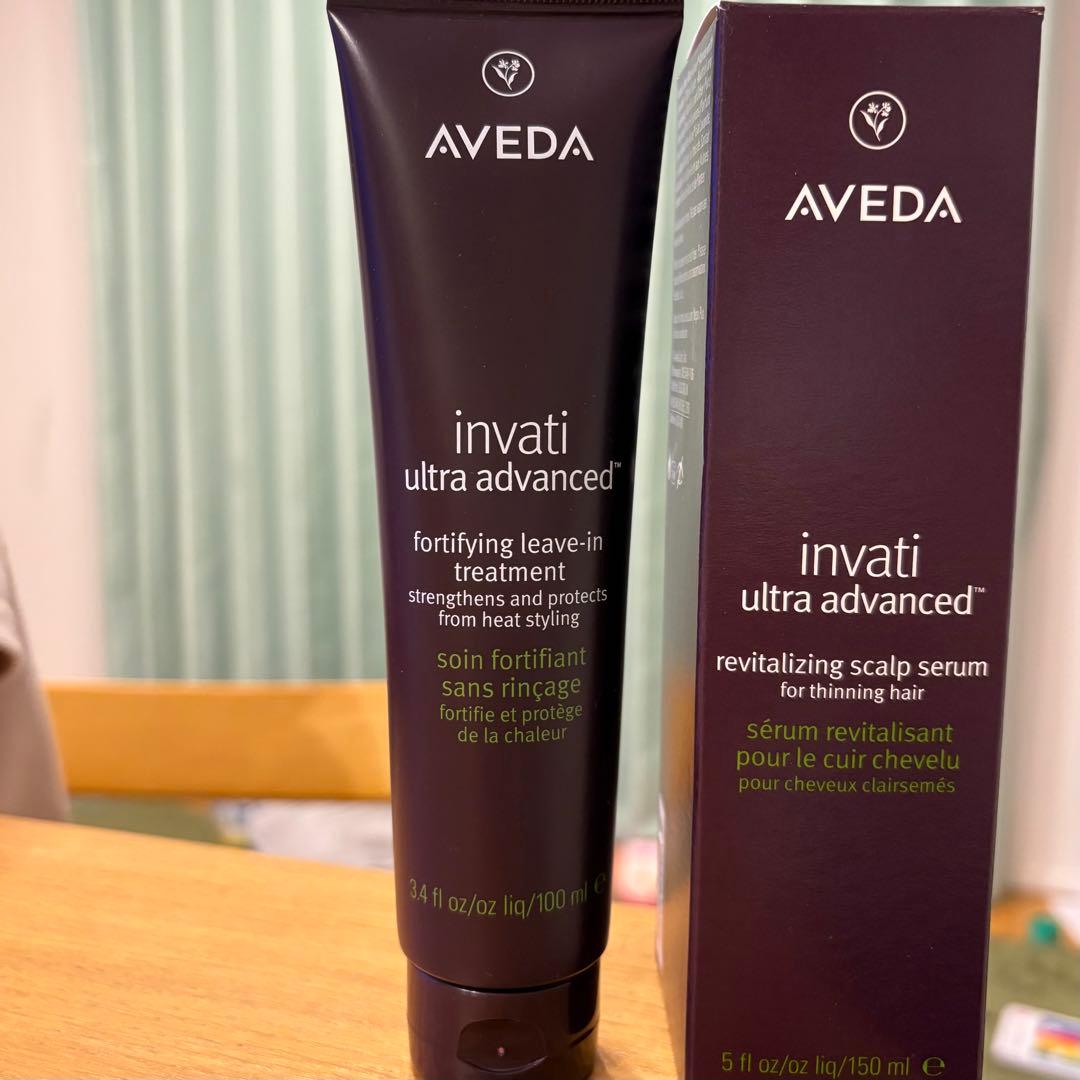 AVEDA
invati
ultra advanced™
fortifying leave-in
treatment
strengthens and protects
from heat styling
soin fortifiant
sans rinçage
fortifie et protège
de la chaleur
3.4 fl oz/oz liq/100 ml ℮
AVEDA
invati
ultra advanced™
revitalizing scalp serum
for thinning hair
sérum revitalisant
pour le cuir chevelu
pour cheveux clairsemés
5 fl oz/oz liq/150 ml ℮